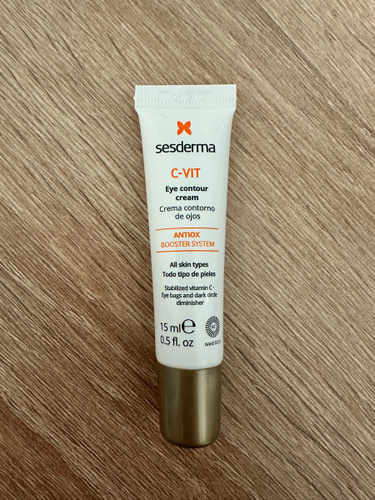 sesderma
C-VIT
Eye contour
cream
Crema contorno
de ojos
ANTIOX
BOOSTER SYSTEM
All skin types
Todo tipo de pieles
Stabilized vitamin C -
Eye bags and dark circle
diminisher
15 ml e
0.5 fl. oz
NANOTECH